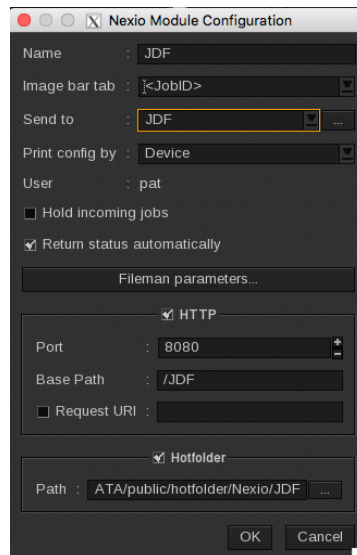 Nexio Module Configuration
Name : JDF
Image bar tab : <JobID>
Send to : JDF ...
Print config by : Device
User : pat
Hold incoming jobs
Return status automatically
Fileman parameters...
HTTP
Port : 8080
Base Path : /JDF
Request URI :
Hotfolder
Path : ATA/public/hotfolder/Nexio/JDF ...
OK Cancel